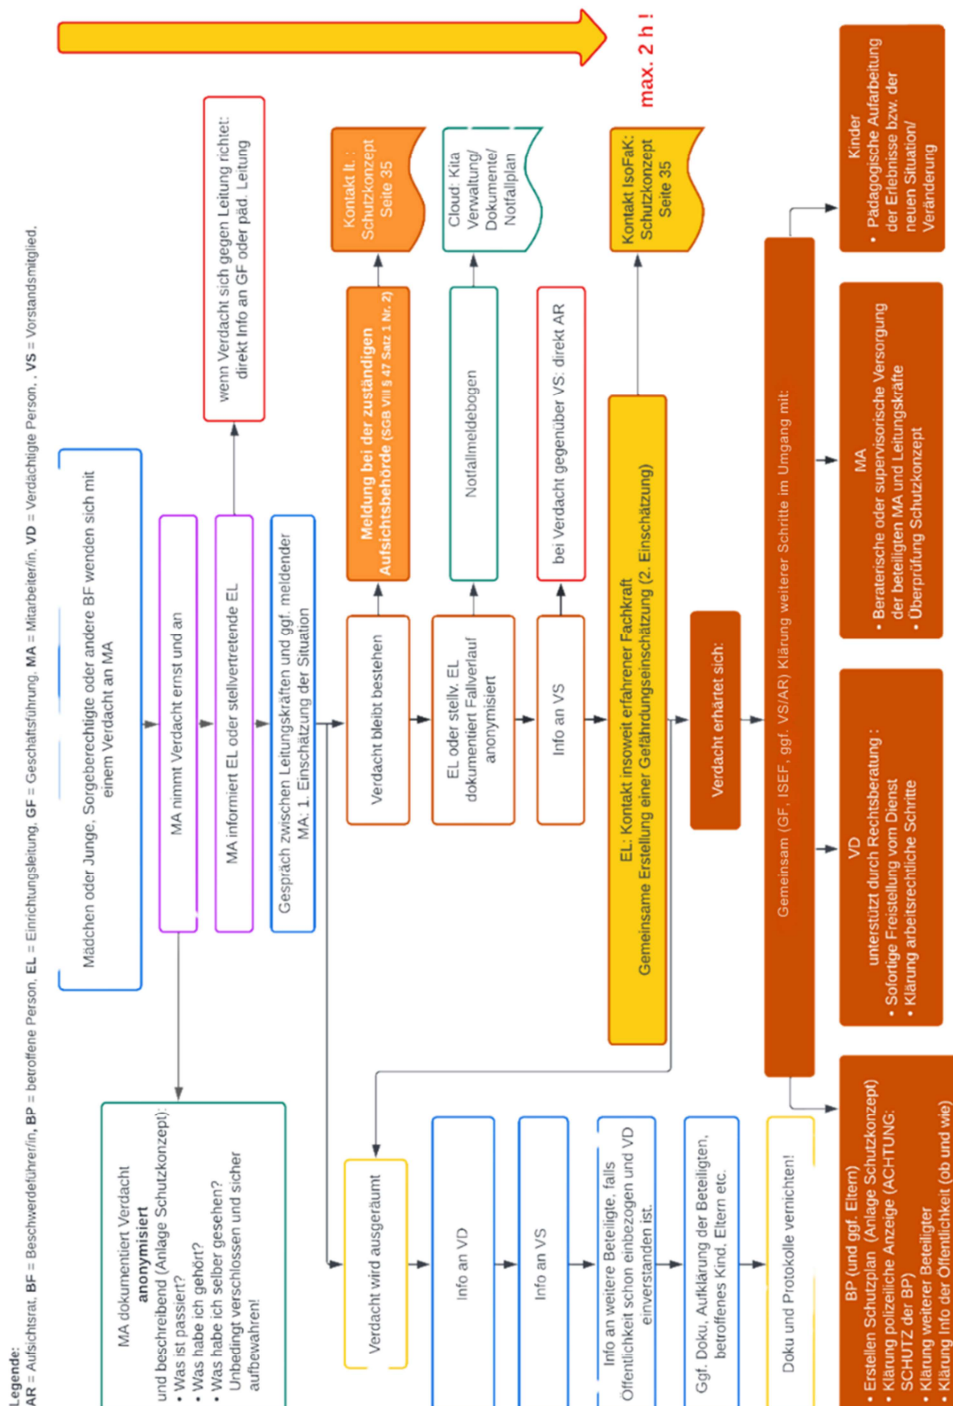 Legende:
AR = Aufsichtsrat, BF = Beschwerdeführer/in, BP = betroffene Person, EL = Einrichtungsleitung, GF = Geschäftsführung, MA = Mitarbeiter/in, VD = Verdächtigte Person, , VS = Vorstandsmitglied,
Mädchen oder Junge, Sorgeberechtigte oder andere BF wenden sich mit
einem Verdacht an MA
MA nimmt Verdacht ernst und an
MA informiert EL oder stellvertretende EL
wenn Verdacht sich gegen Leitung richtet:
direkt Info an GF oder päd. Leitung
MA dokumentiert Verdacht
anonymisiert
und beschreibend (Anlage Schutzkonzept):
• Was ist passiert?
• Was habe ich gehört?
• Was habe ich selber gesehen?
Unbedingt verschlossen und sicher
aufbewahren!
Gespräch zwischen Leitungskräften und ggf. meldender
MA: 1. Einschätzung der Situation
Verdacht bleibt bestehen
Meldung bei der zuständigen
Aufsichtsbehörde (SGB VIII § 47 Satz 1 Nr. 2)
Kontakt lt. :
Schutzkonzept
Seite 35
EL oder stellv. EL
dokumentiert Fallverlauf
anonymisiert
Notfallmeldebogen
Cloud: Kita
Verwaltung/
Dokumente/
Notfallplan
Info an VS
bei Verdacht gegenüber VS: direkt AR
EL: Kontakt insoweit erfahrener Fachkraft
Gemeinsame Erstellung einer Gefährdungseinschätzung (2. Einschätzung)
Kontakt IsoFaK:
Schutzkonzept
Seite 35
max. 2 h !
Verdacht wird ausgeräumt
Info an VD
Info an VS
Info an weitere Beteiligte, falls
Öffentlichkeit schon einbezogen und VD
einverstanden ist.
Ggf. Doku, Aufklärung der Beteiligten,
betroffenes Kind, Eltern etc.
Doku und Protokolle vernichten!
Verdacht erhärtet sich:
Gemeinsam (GF, ISEF, ggf. VS/AR) Klärung weiterer Schritte im Umgang mit:
BP (und ggf. Eltern)
• Erstellen Schutzplan (Anlage Schutzkonzept)
• Klärung polizeiliche Anzeige (ACHTUNG:
SCHUTZ der BP)
• Klärung weiterer Beteiligter
• Klärung Info der Öffentlichkeit (ob und wie)
VD
unterstützt durch Rechtsberatung :
• Sofortige Freistellung vom Dienst
• Klärung arbeitsrechtliche Schritte
MA
• Beraterische oder supervisorische Versorgung
der beteiligten MA und Leitungskräfte
• Überprüfung Schutzkonzept
Kinder
• Pädagogische Aufarbeitung
der Erlebnisse bzw. der
neuen Situation/
Veränderung